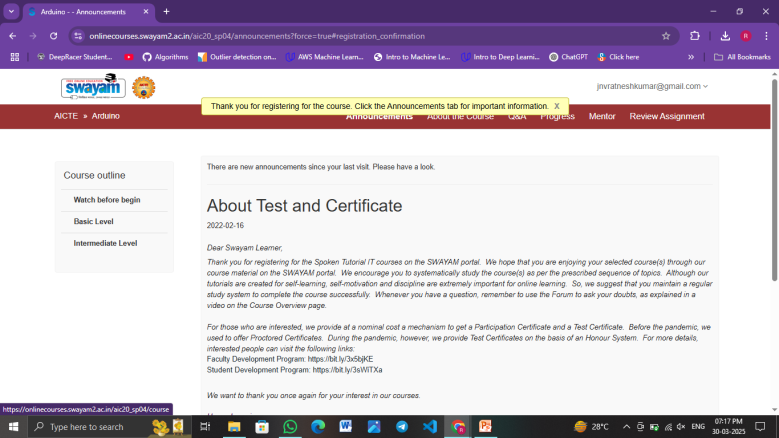 Arduino - - Announcements
onlinecourses.swayam2.ac.in/aic20_sp04/announcements?force=true#registration_confirmation
DeepRacer Student...
Algorithms
Outlier detection on...
AWS Machine Learn...
Intro to Machine Le...
Intro to Deep Learni...
ChatGPT
Click here
All Bookmarks
swayam
jnvratneshkumar@gmail.com
Thank you for registering for the course. Click the Announcements tab for important information. X
AICTE » Arduino
Announcements About the Course Q&A Progress Mentor Review Assignment
Course outline
Watch before begin
Basic Level
Intermediate Level
There are new announcements since your last visit. Please have a look.
About Test and Certificate
2022-02-16
Dear Swayam Learner,
Thank you for registering for the Spoken Tutorial IT courses on the SWAYAM portal. We hope that you are enjoying your selected course(s) through our
course material on the SWAYAM portal. We encourage you to systematically study the course(s) as per the prescribed sequence of topics. Although our
tutorials are created for self-learning, self-motivation and discipline are extremely important for online learning. So, we suggest that you maintain a regular
study system to complete the course successfully. Whenever you have a question, remember to use the Forum to ask your doubts, as explained in a
video on the Course Overview page.
For those who are interested, we provide at a nominal cost a mechanism to get a Participation Certificate and a Test Certificate. Before the pandemic, we
used to offer Proctored Certificates. During the pandemic, however, we provide Test Certificates on the basis of an Honour System. For more details,
interested people can visit the following links:
Faculty Development Program: https://bit.ly/3x5bjKE
Student Development Program: https://bit.ly/3sWiTXa
We want to thank you once again for your interest in our courses.
https://onlinecourses.swayam2.ac.in/aic20_sp04/course
Type here to search
28°C
ENG
07:17 PM
30-03-2025